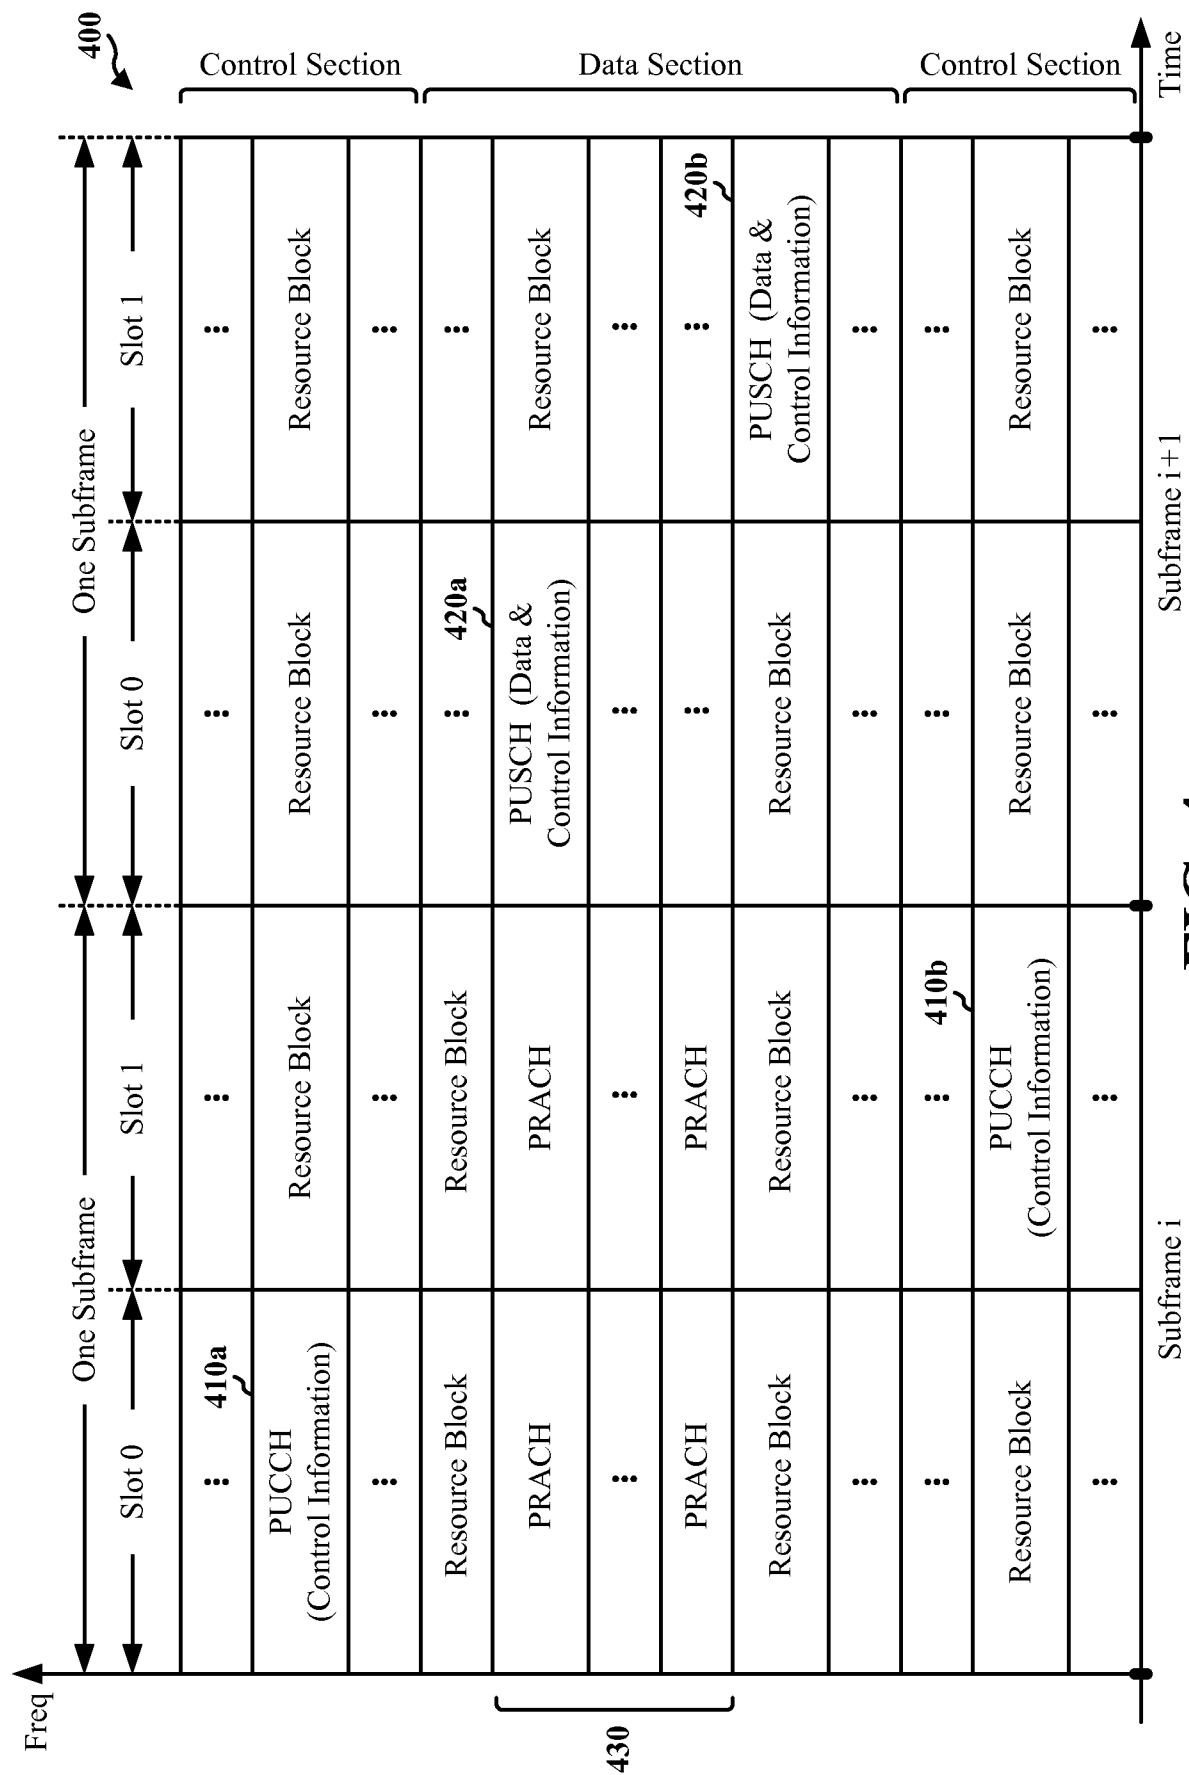 Freq
400
One Subframe
One Subframe
Slot 0
Slot 1
Slot 0
Slot 1
... 410a
...
...
...
PUCCH
(Control Information)
Resource Block
Resource Block
Resource Block
Control Section
...
...
...
...
Resource Block
Resource Block
... 420a
...
PRACH
PRACH
PUSCH (Data &
Control Information)
Resource Block
430
...
...
...
...
Data Section
PRACH
PRACH
...
... 420b
Resource Block
Resource Block
Resource Block
PUSCH (Data &
Control Information)
...
...
...
...
...
... 410b
...
...
Resource Block
PUCCH
(Control Information)
Resource Block
Resource Block
Control Section
...
...
...
...
Subframe i
Subframe i+1
Time